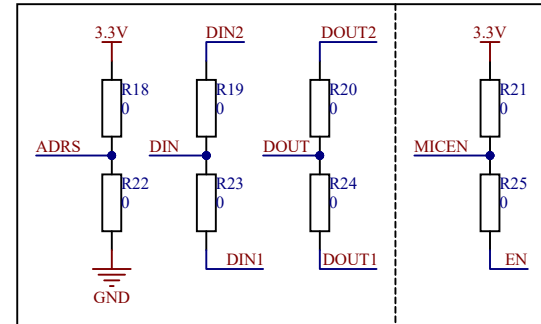 3.3V DIN2 DOUT2 3.3V
R18 R19 R20 R21
0 0 0 0
ADRS DIN DOUT MICEN
R22 R23 R24 R25
0 0 0 0
DIN1 DOUT1 EN
GND